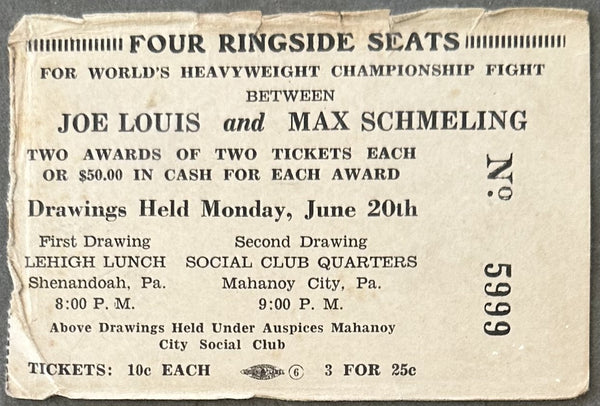 FOUR RINGSIDE SEATS
FOR WORLD'S HEAVYWEIGHT CHAMPIONSHIP FIGHT
BETWEEN
JOE LOUIS and MAX SCHMELING
TWO AWARDS OF TWO TICKETS EACH
OR $50.00 IN CASH FOR EACH AWARD
Drawings Held Monday, June 20th
First Drawing
LEHIGH LUNCH
Shenandoah, Pa.
8:00 P. M.
Second Drawing
SOCIAL CLUB QUARTERS
Mahanoy City, Pa.
9:00 P. M.
Above Drawings Held Under Auspices Mahanoy
City Social Club
TICKETS: 10c EACH 6 3 FOR 25c
No. 5999